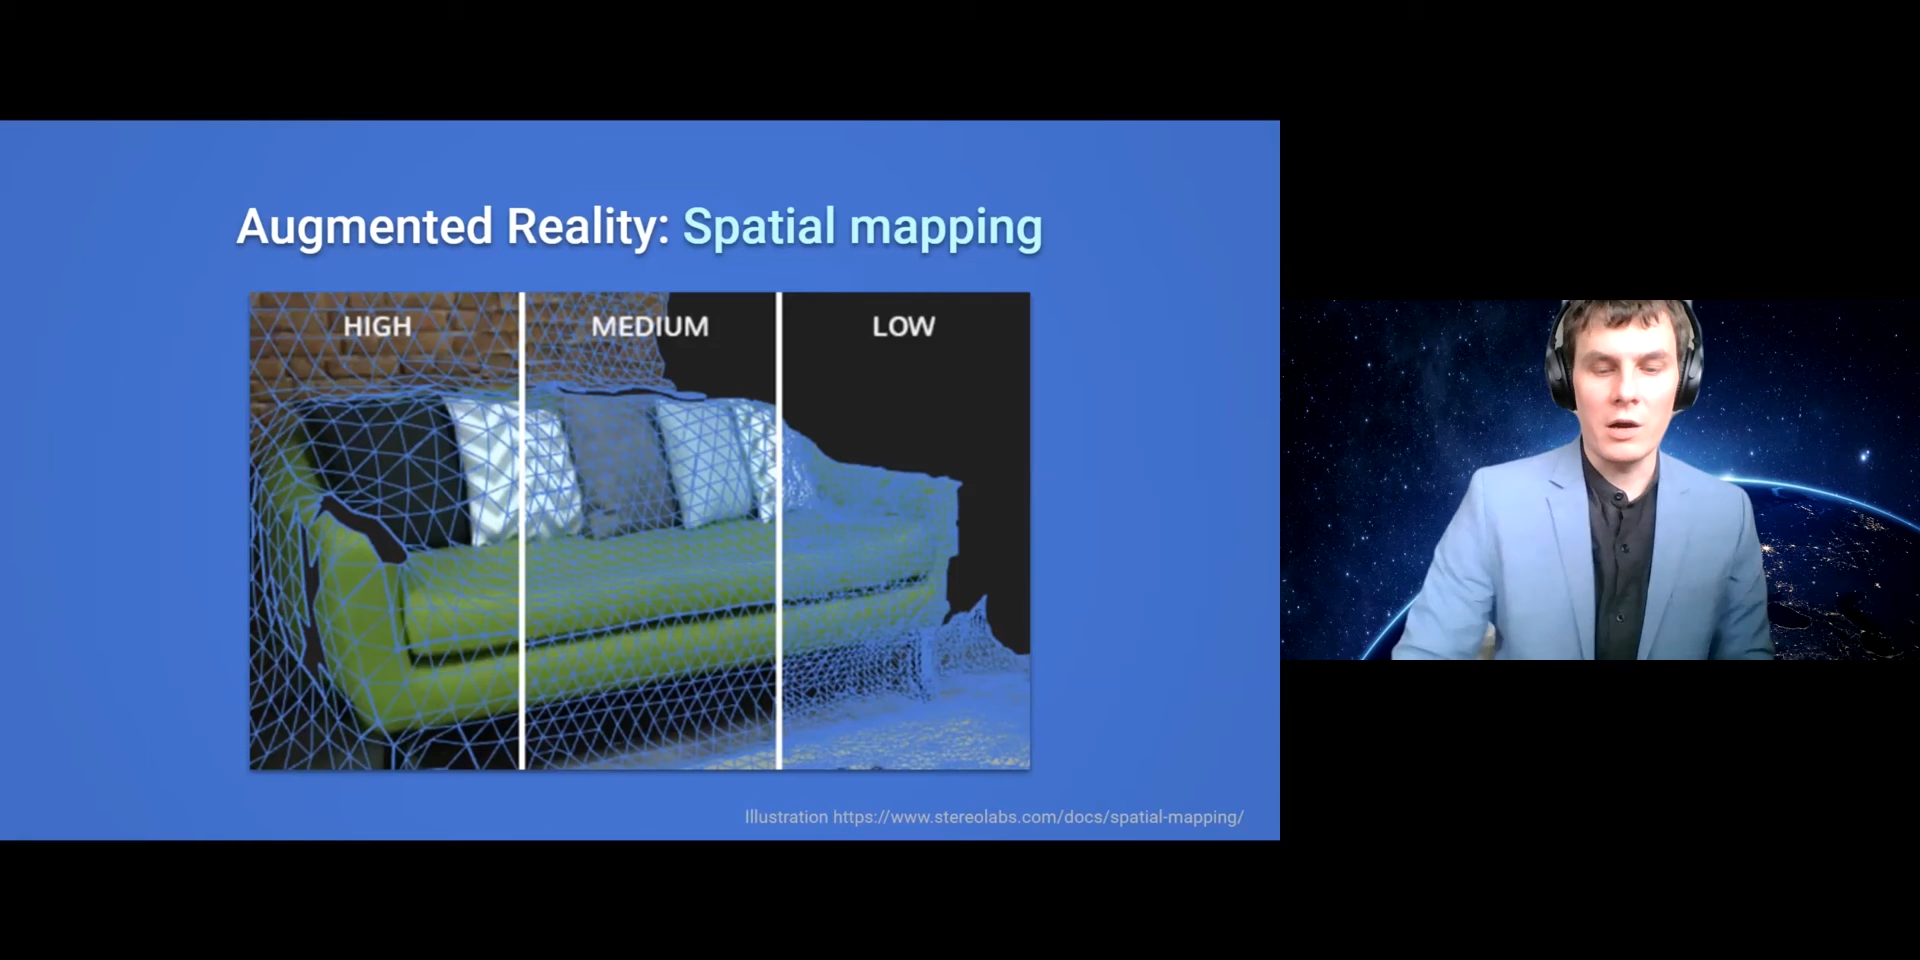 Augmented Reality: Spatial mapping
HIGH
MEDIUM
LOW
Illustration https://www.stereolabs.com/docs/spatial-mapping/